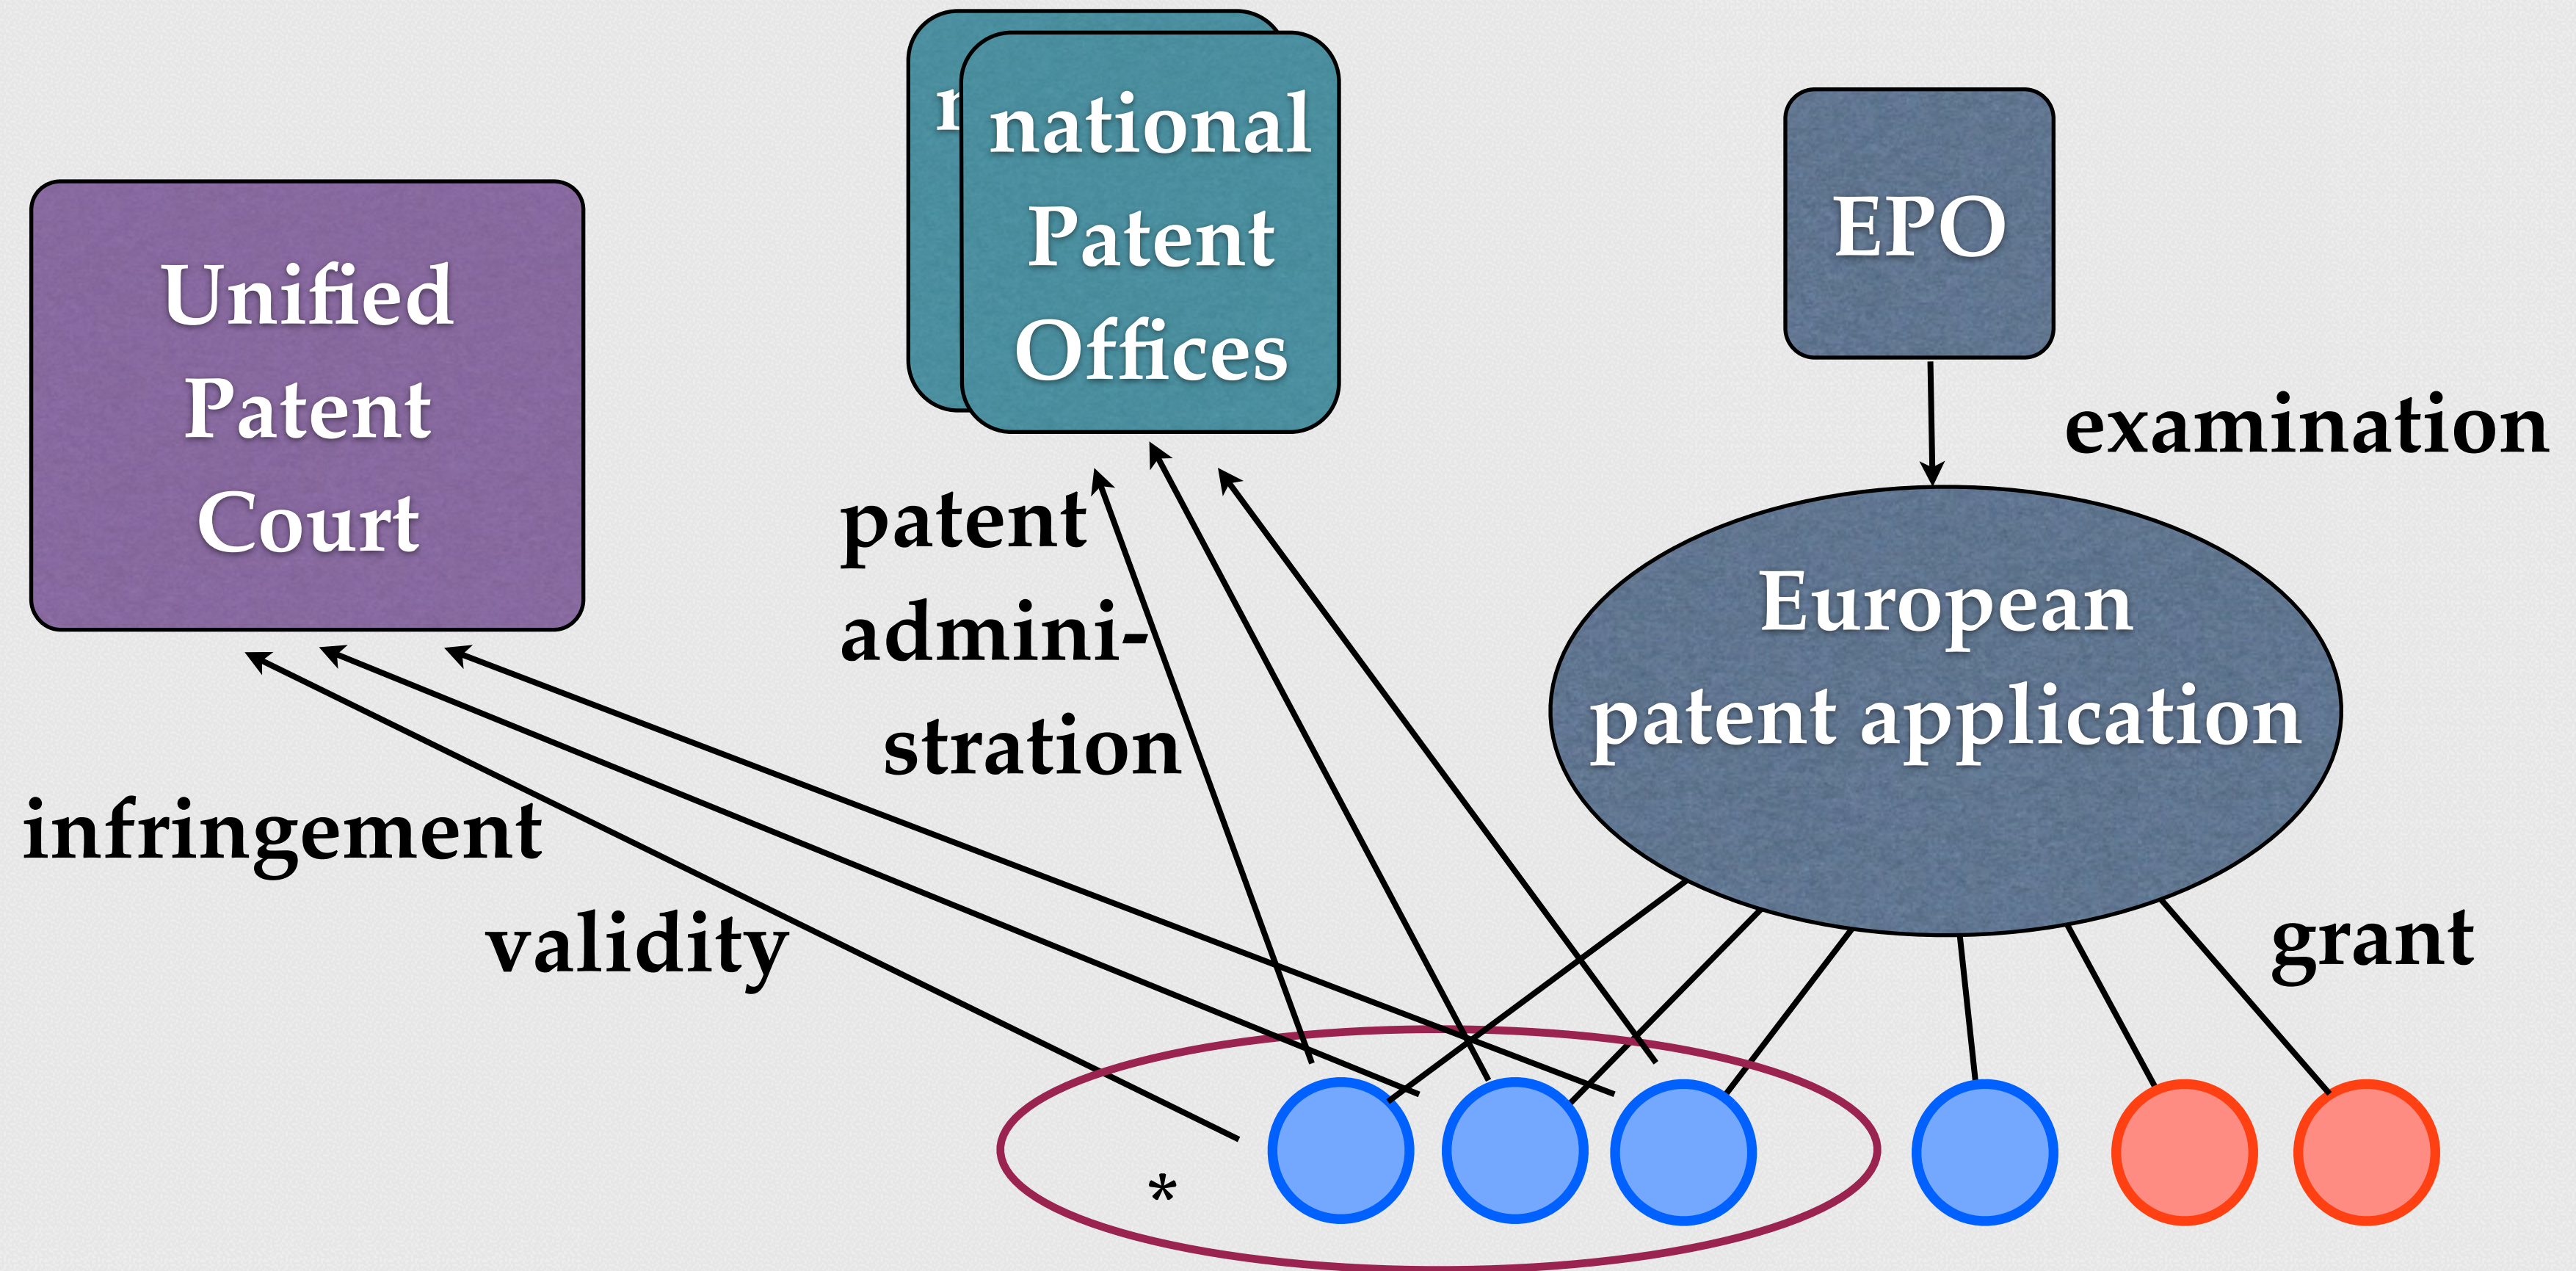 national
Patent
Offices
EPO
Unified
Patent
Court
examination
patent
admini-
stration
European
patent application
infringement
validity
grant
*